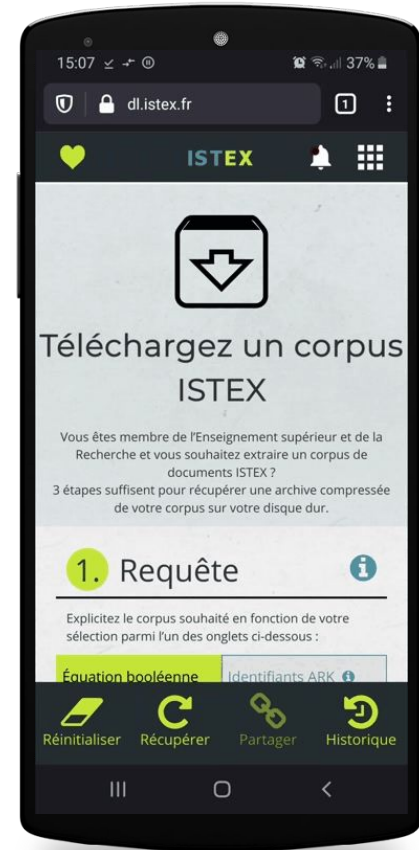 15:07 37%
dl.istex.fr 1
ISTEX
Téléchargez un corpus
ISTEX
Vous êtes membre de l'Enseignement supérieur et de la
Recherche et vous souhaitez extraire un corpus de
documents ISTEX ?
3 étapes suffisent pour récupérer une archive compressée
de votre corpus sur votre disque dur.
1. Requête i
Explicitez le corpus souhaité en fonction de votre
sélection parmi l'un des onglets ci-dessous :
Équation booléenne Identifiants ARK i
Réinitialiser Récupérer Partager Historique